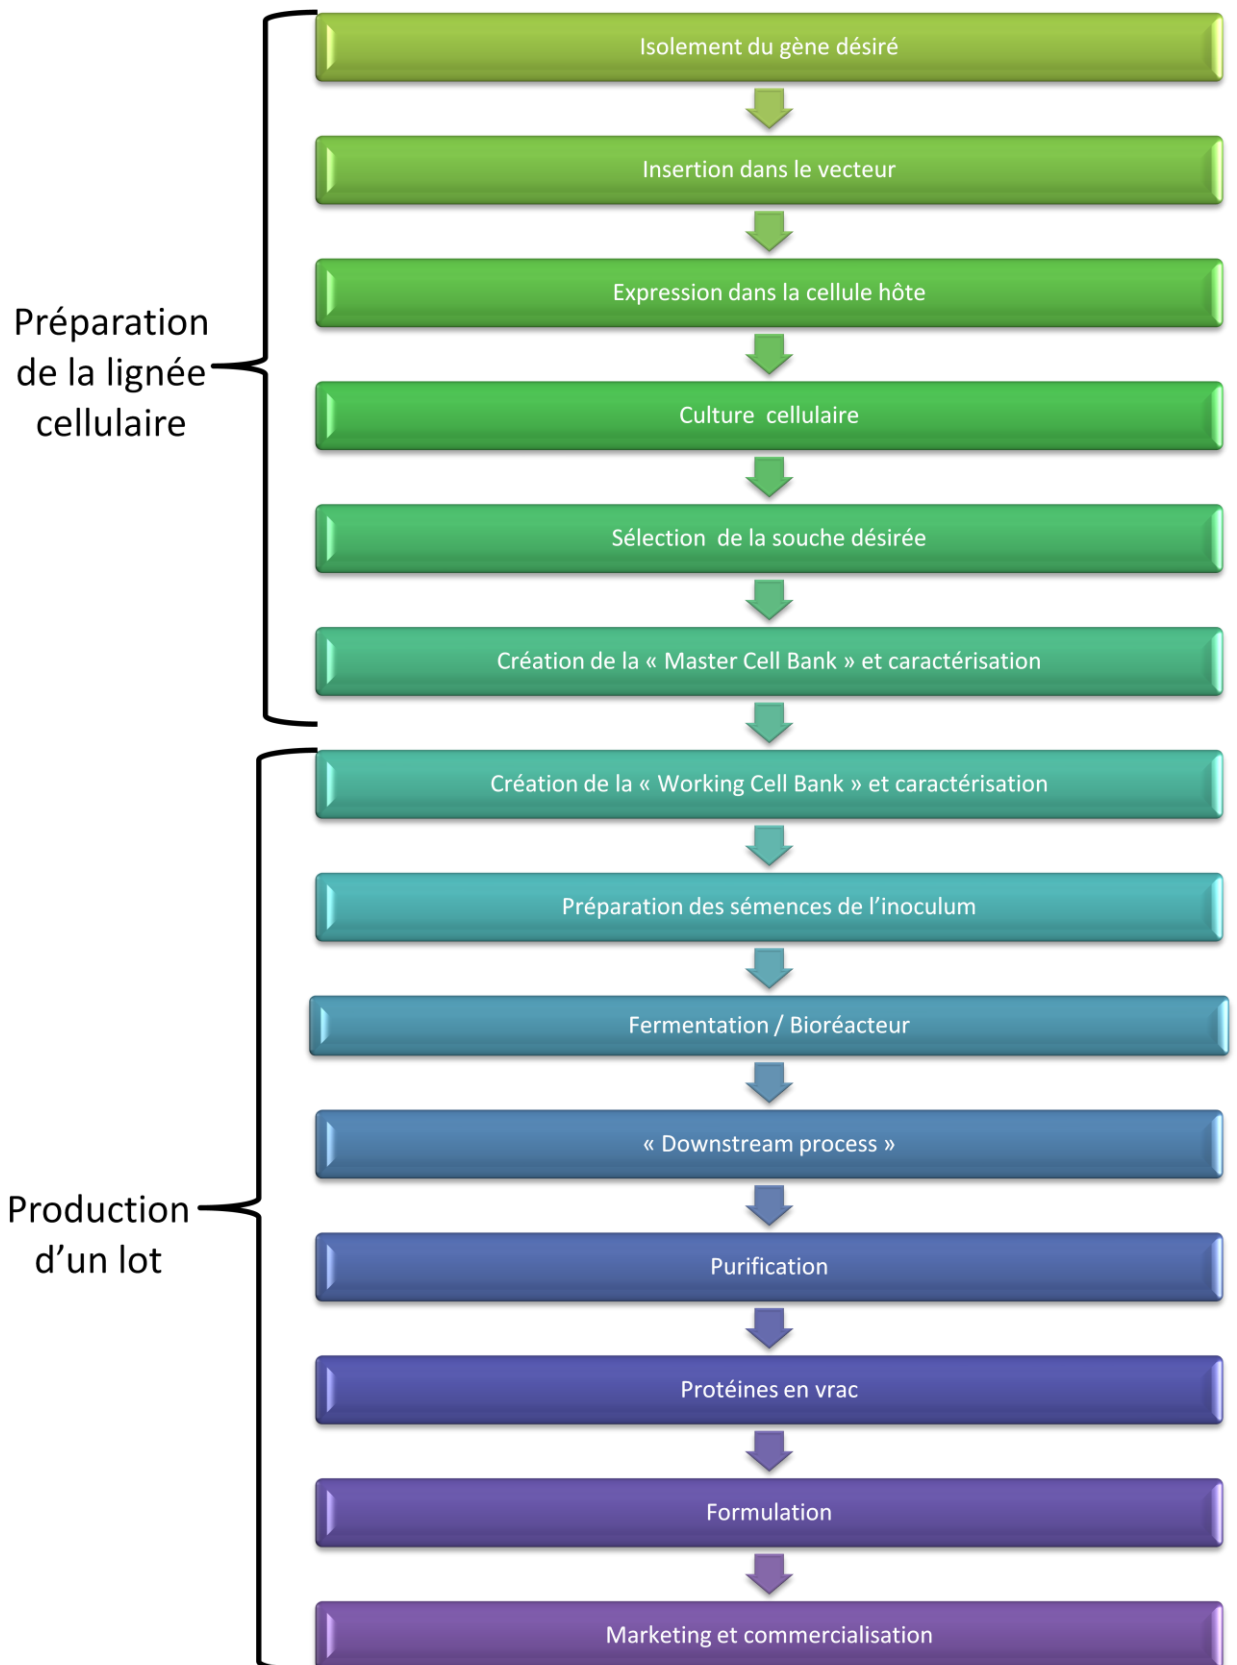 Isolement du gène désiré
Insertion dans le vecteur
Expression dans la cellule hôte
Culture cellulaire
Sélection de la souche désirée
Création de la « Master Cell Bank » et caractérisation
Préparation
de la lignée
cellulaire
Création de la « Working Cell Bank » et caractérisation
Préparation des sémences de l’inoculum
Fermentation / Bioréacteur
« Downstream process »
Purification
Protéines en vrac
Formulation
Marketing et commercialisation
Production
d’un lot